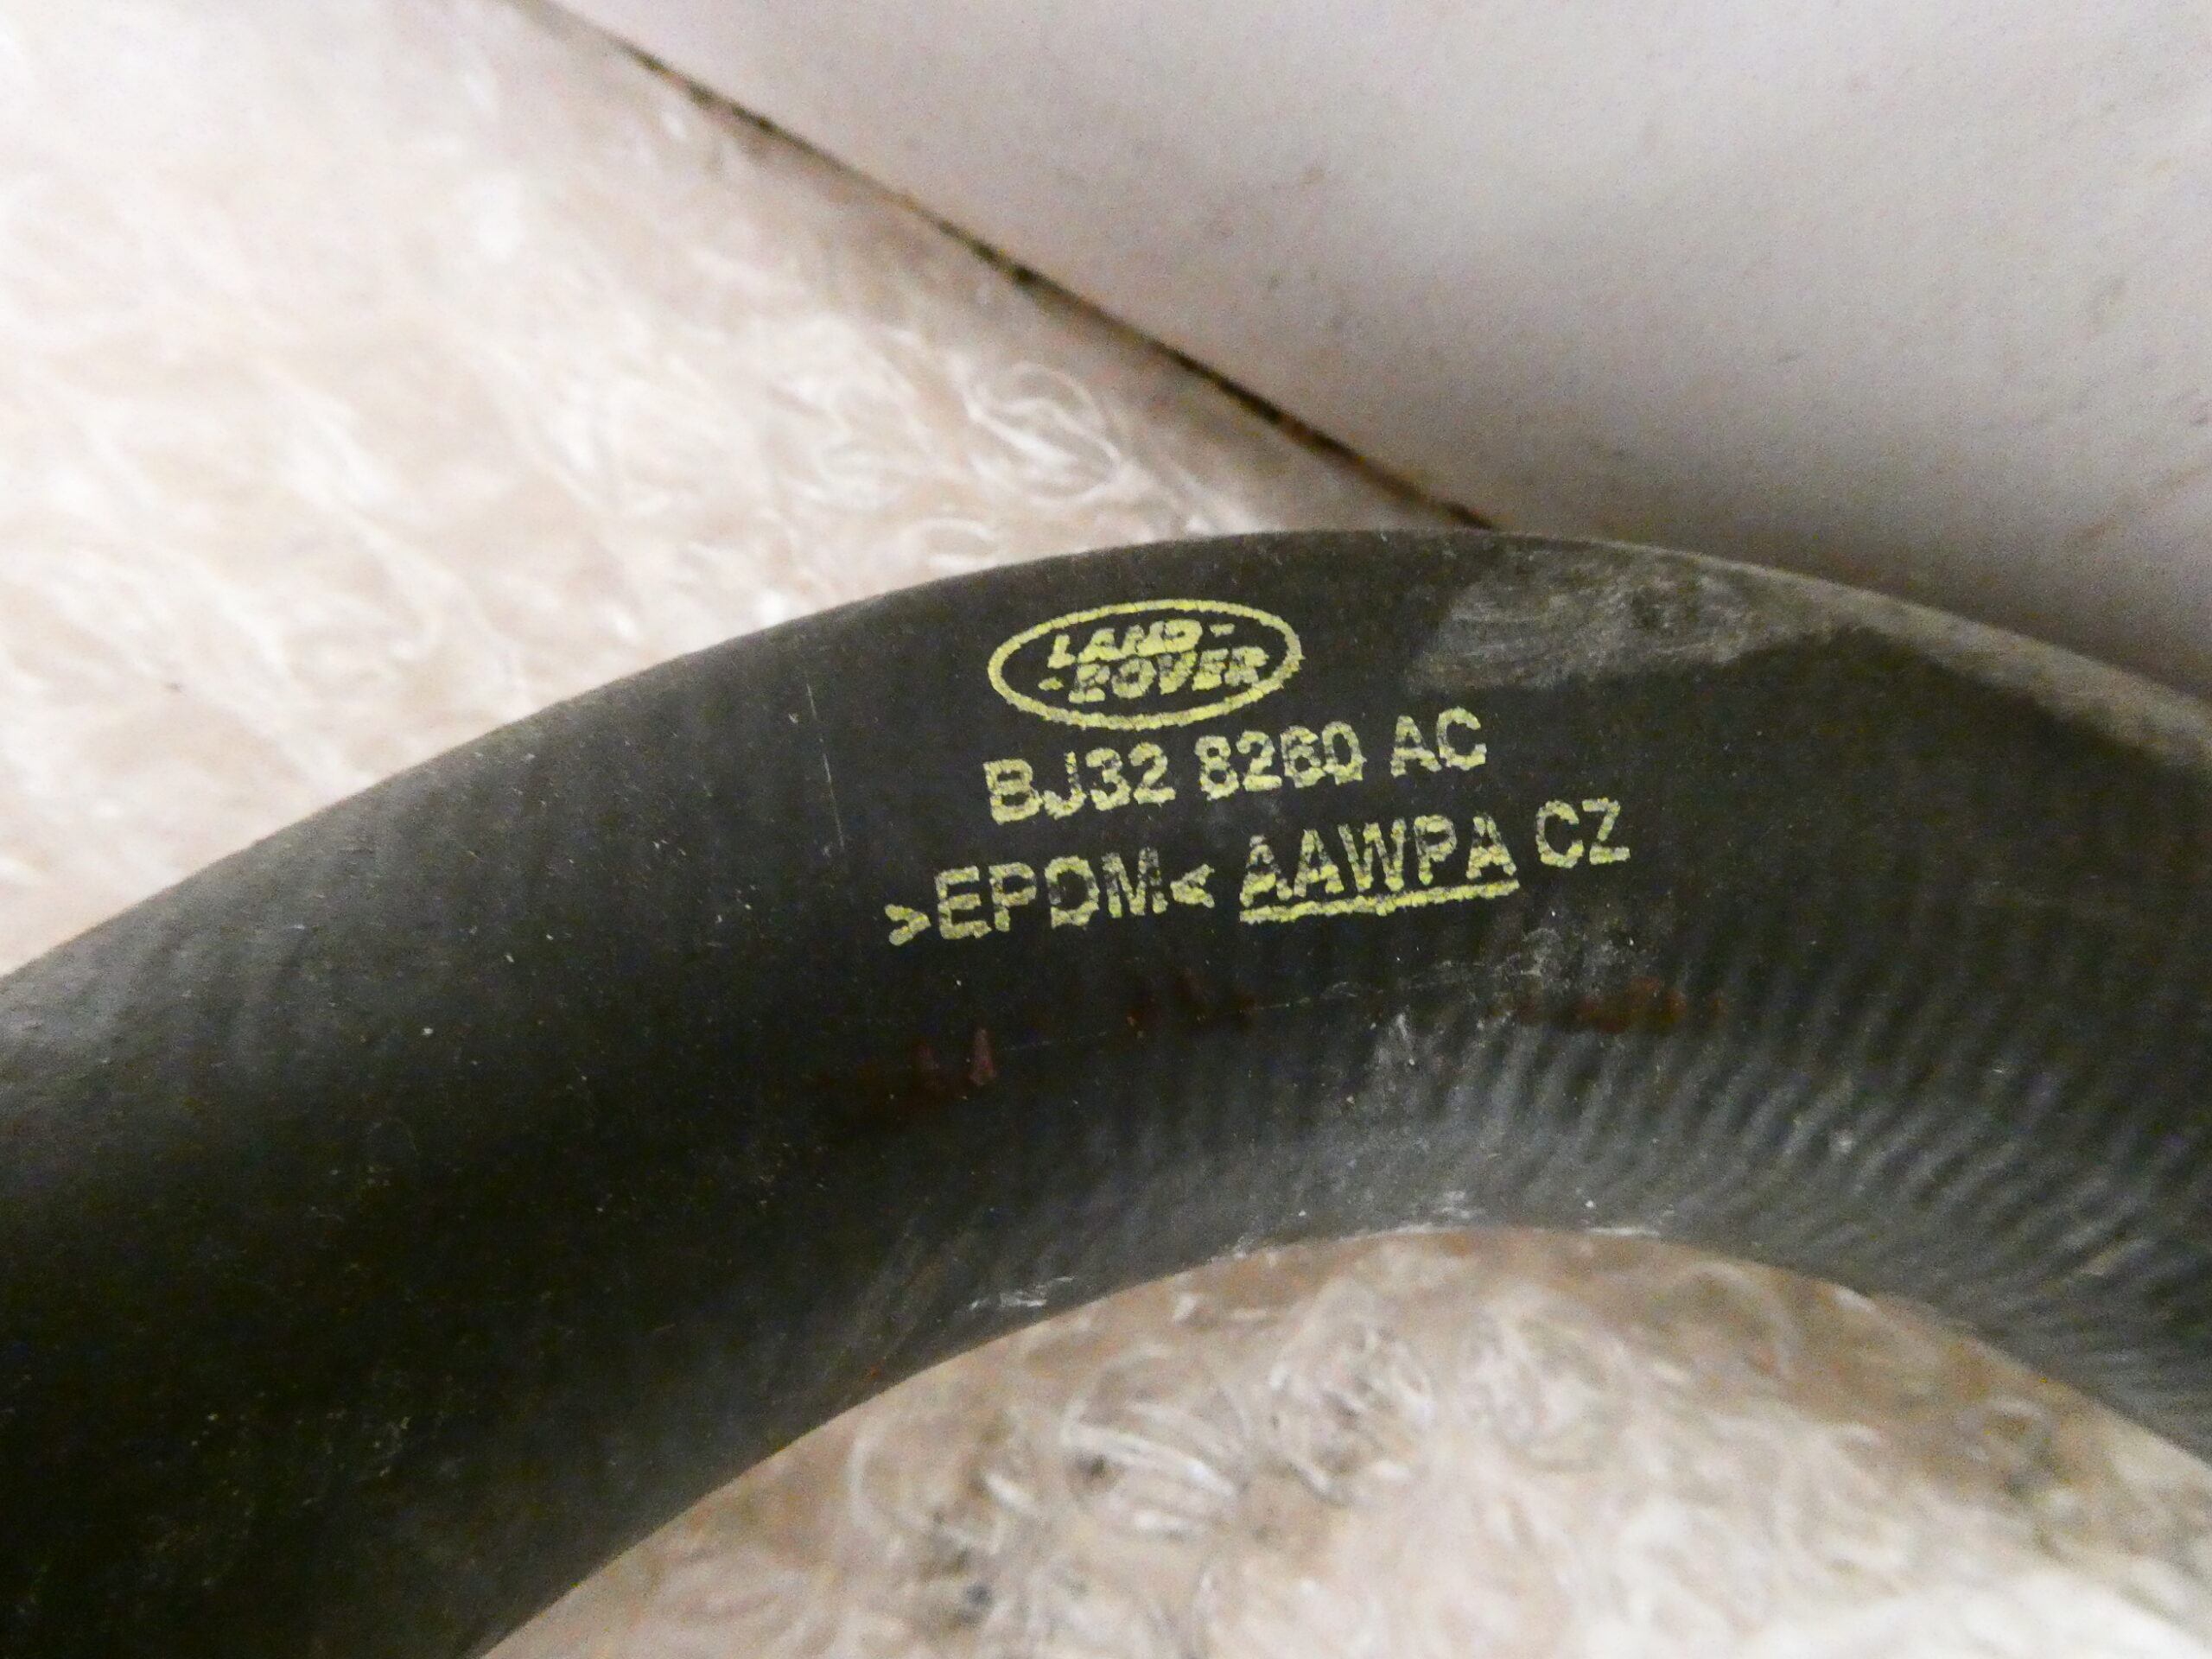 LAND-
-ROVER
BJ32 8260 AC
>EPDM< AAWPA CZ